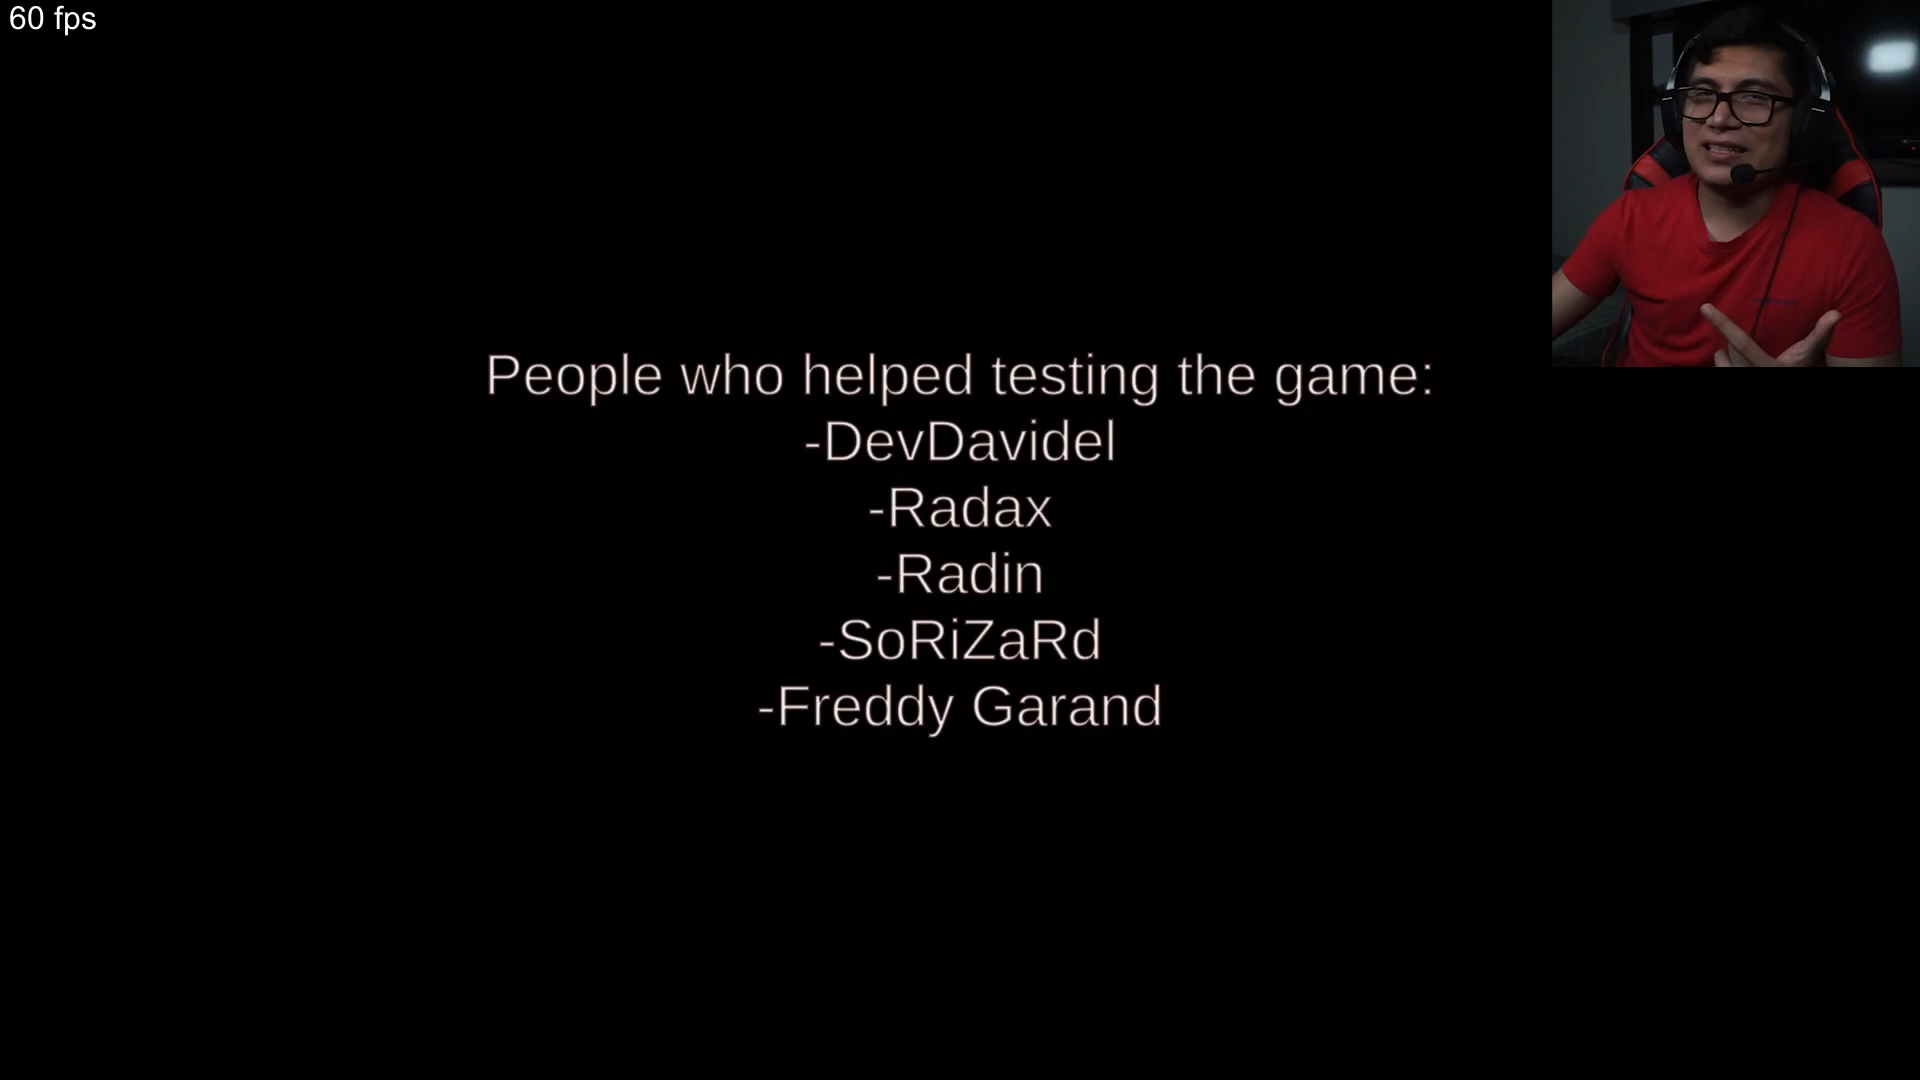 60 fps
People who helped testing the game:
-DevDavidel
-Radax
-Radin
-SoRiZaRd
-Freddy Garand